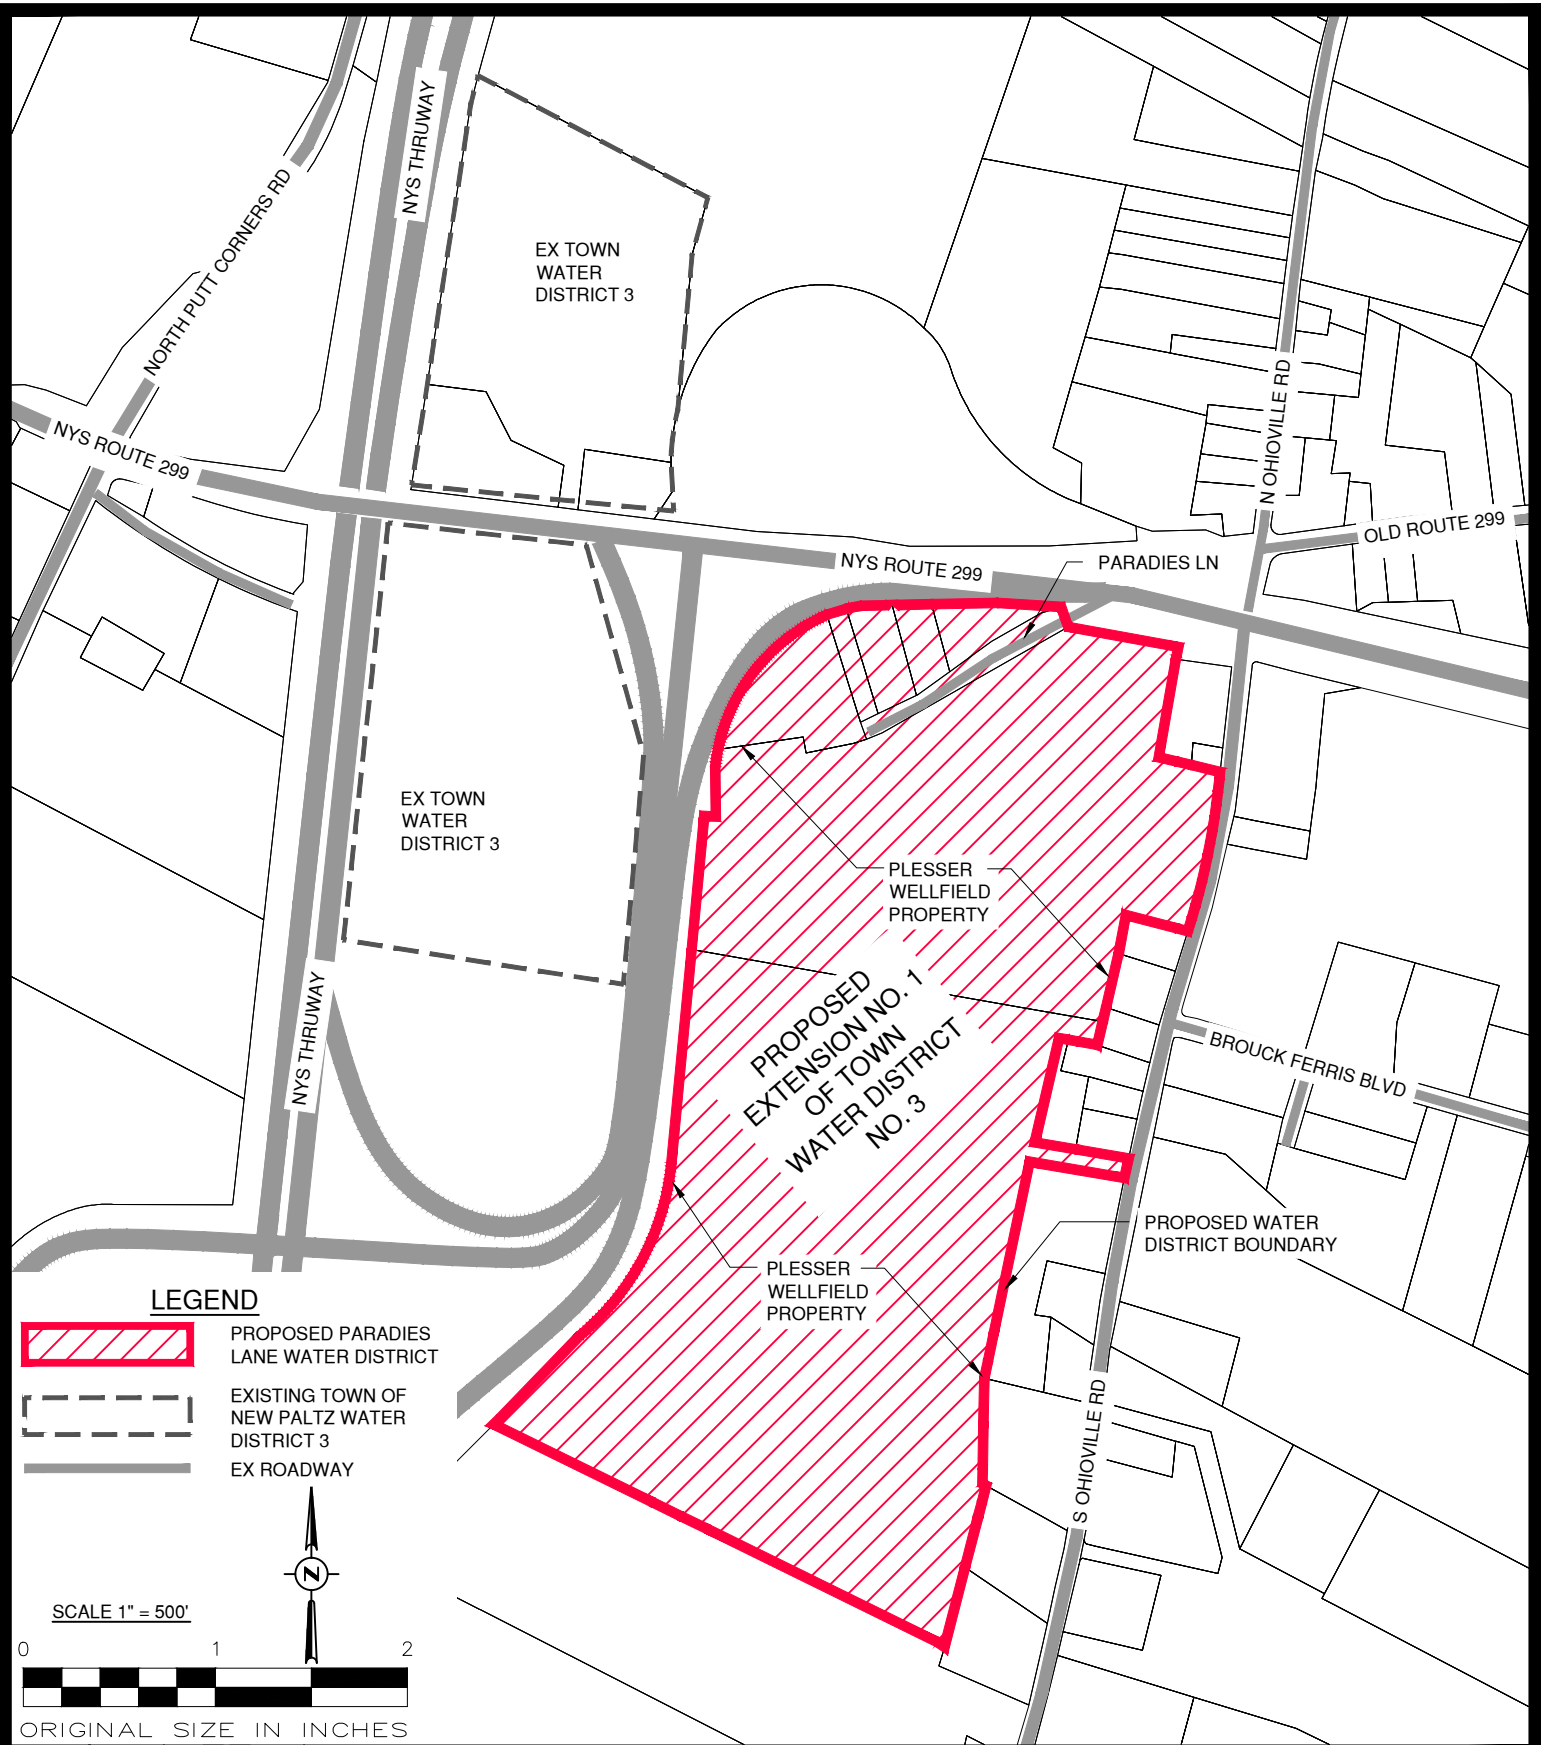 NYS THRUWAY
NORTH PUTT CORNERS RD
EX TOWN
WATER
DISTRICT 3
NYS ROUTE 299
N OHIOVILLE RD
OLD ROUTE 299
NYS ROUTE 299
PARADIES LN
EX TOWN
WATER
DISTRICT 3
PLESSER
WELLFIELD
PROPERTY
PROPOSED
EXTENSION NO. 1
OF TOWN
WATER DISTRICT
NO. 3
NYS THRUWAY
BROUCK FERRIS BLVD
PROPOSED WATER
DISTRICT BOUNDARY
PLESSER
WELLFIELD
PROPERTY
S OHIOVILLE RD
LEGEND
PROPOSED PARADIES
LANE WATER DISTRICT
EXISTING TOWN OF
NEW PALTZ WATER
DISTRICT 3
EX ROADWAY
N
SCALE 1" = 500'
0 1 2
ORIGINAL SIZE IN INCHES